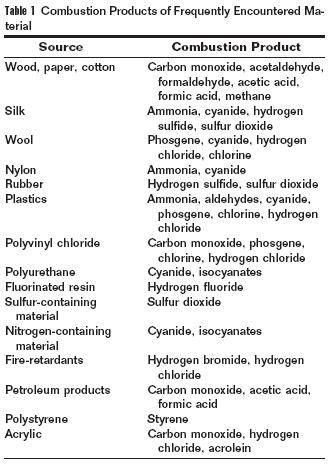 Table 1 Combustion Products of Frequently Encountered Ma-
terial
Source Combustion Product
Wood, paper, cotton Carbon monoxide, acetaldehyde,
formaldehyde, acetic acid,
formic acid, methane
Silk Ammonia, cyanide, hydrogen
sulfide, sulfur dioxide
Wool Phosgene, cyanide, hydrogen
chloride, chlorine
Nylon Ammonia, cyanide
Rubber Hydrogen sulfide, sulfur dioxide
Plastics Ammonia, aldehydes, cyanide,
phosgene, chlorine, hydrogen
chloride
Polyvinyl chloride Carbon monoxide, phosgene,
chlorine, hydrogen chloride
Polyurethane Cyanide, isocyanates
Fluorinated resin Hydrogen fluoride
Sulfur-containing Sulfur dioxide
material
Nitrogen-containing Cyanide, isocyanates
material
Fire-retardants Hydrogen bromide, hydrogen
chloride
Petroleum products Carbon monoxide, acetic acid,
formic acid
Polystyrene Styrene
Acrylic Carbon monoxide, hydrogen
chloride, acrolein